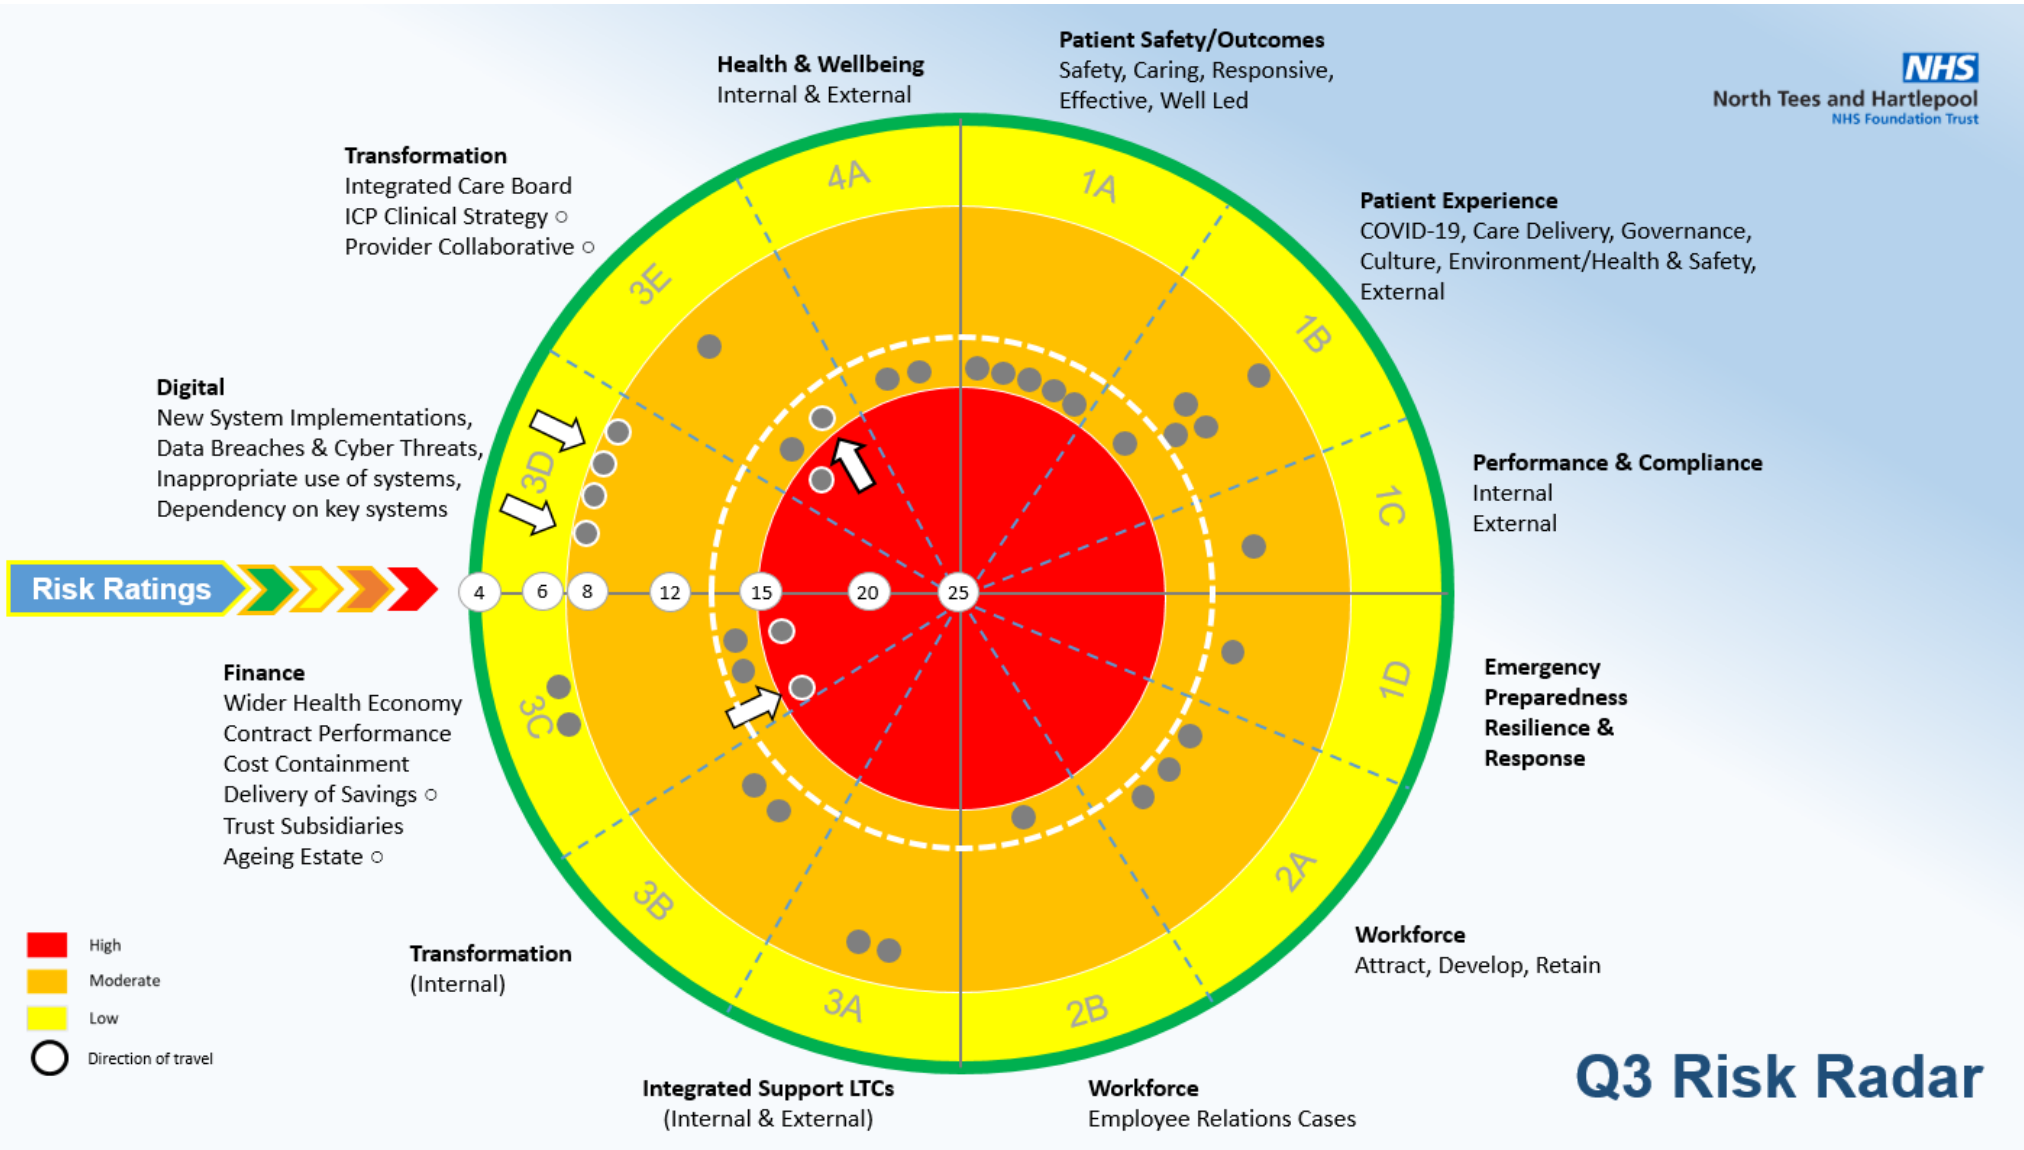 Patient Safety/Outcomes
Safety, Caring, Responsive,
Effective, Well Led
Health & Wellbeing
Internal & External
NHS
North Tees and Hartlepool
NHS Foundation Trust
Transformation
Integrated Care Board
ICP Clinical Strategy ○
Provider Collaborative ○
Patient Experience
COVID-19, Care Delivery, Governance,
Culture, Environment/Health & Safety,
External
4A
1A
3E
1B
Digital
New System Implementations,
Data Breaches & Cyber Threats,
Inappropriate use of systems,
Dependency on key systems
3D
1C
Performance & Compliance
Internal
External
Risk Ratings
4
6
8
12
15
20
25
Finance
Wider Health Economy
Contract Performance
Cost Containment
Delivery of Savings ○
Trust Subsidiaries
Ageing Estate ○
3C
1D
Emergency
Preparedness
Resilience &
Response
3B
2A
3A
2B
Transformation
(Internal)
Workforce
Attract, Develop, Retain
High
Moderate
Low
Direction of travel
Integrated Support LTCs
(Internal & External)
Workforce
Employee Relations Cases
Q3 Risk Radar